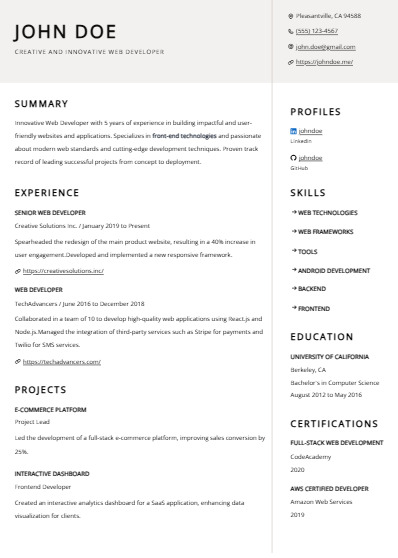 JOHN DOE
CREATIVE AND INNOVATIVE WEB DEVELOPER
Pleasantville, CA 94588
(555) 123-4567
john.doe@gmail.com
https://johndoe.me/
SUMMARY
Innovative Web Developer with 5 years of experience in building impactful and user-
friendly websites and applications. Specializes in front-end technologies and passionate
about modern web standards and cutting-edge development techniques. Proven track
record of leading successful projects from concept to deployment.
EXPERIENCE
SENIOR WEB DEVELOPER
Creative Solutions Inc. / January 2019 to Present
Spearheaded the redesign of the main product website, resulting in a 40% increase in
user engagement.Developed and implemented a new responsive framework.
https://creativesolutions.inc/
WEB DEVELOPER
TechAdvancers / June 2016 to December 2018
Collaborated in a team of 10 to develop high-quality web applications using React.js and
Node.js.Managed the integration of third-party services such as Stripe for payments and
Twilio for SMS services.
https://techadvancers.com/
PROJECTS
E-COMMERCE PLATFORM
Project Lead
Led the development of a full-stack e-commerce platform, improving sales conversion by
25%.
INTERACTIVE DASHBOARD
Frontend Developer
Created an interactive analytics dashboard for a SaaS application, enhancing data
visualization for clients.
PROFILES
johndoe
LinkedIn
johndoe
GitHub
SKILLS
WEB TECHNOLOGIES
WEB FRAMEWORKS
TOOLS
ANDROID DEVELOPMENT
BACKEND
FRONTEND
EDUCATION
UNIVERSITY OF CALIFORNIA
Berkeley, CA
Bachelor's in Computer Science
August 2012 to May 2016
CERTIFICATIONS
FULL-STACK WEB DEVELOPMENT
CodeAcademy
2020
AWS CERTIFIED DEVELOPER
Amazon Web Services
2019